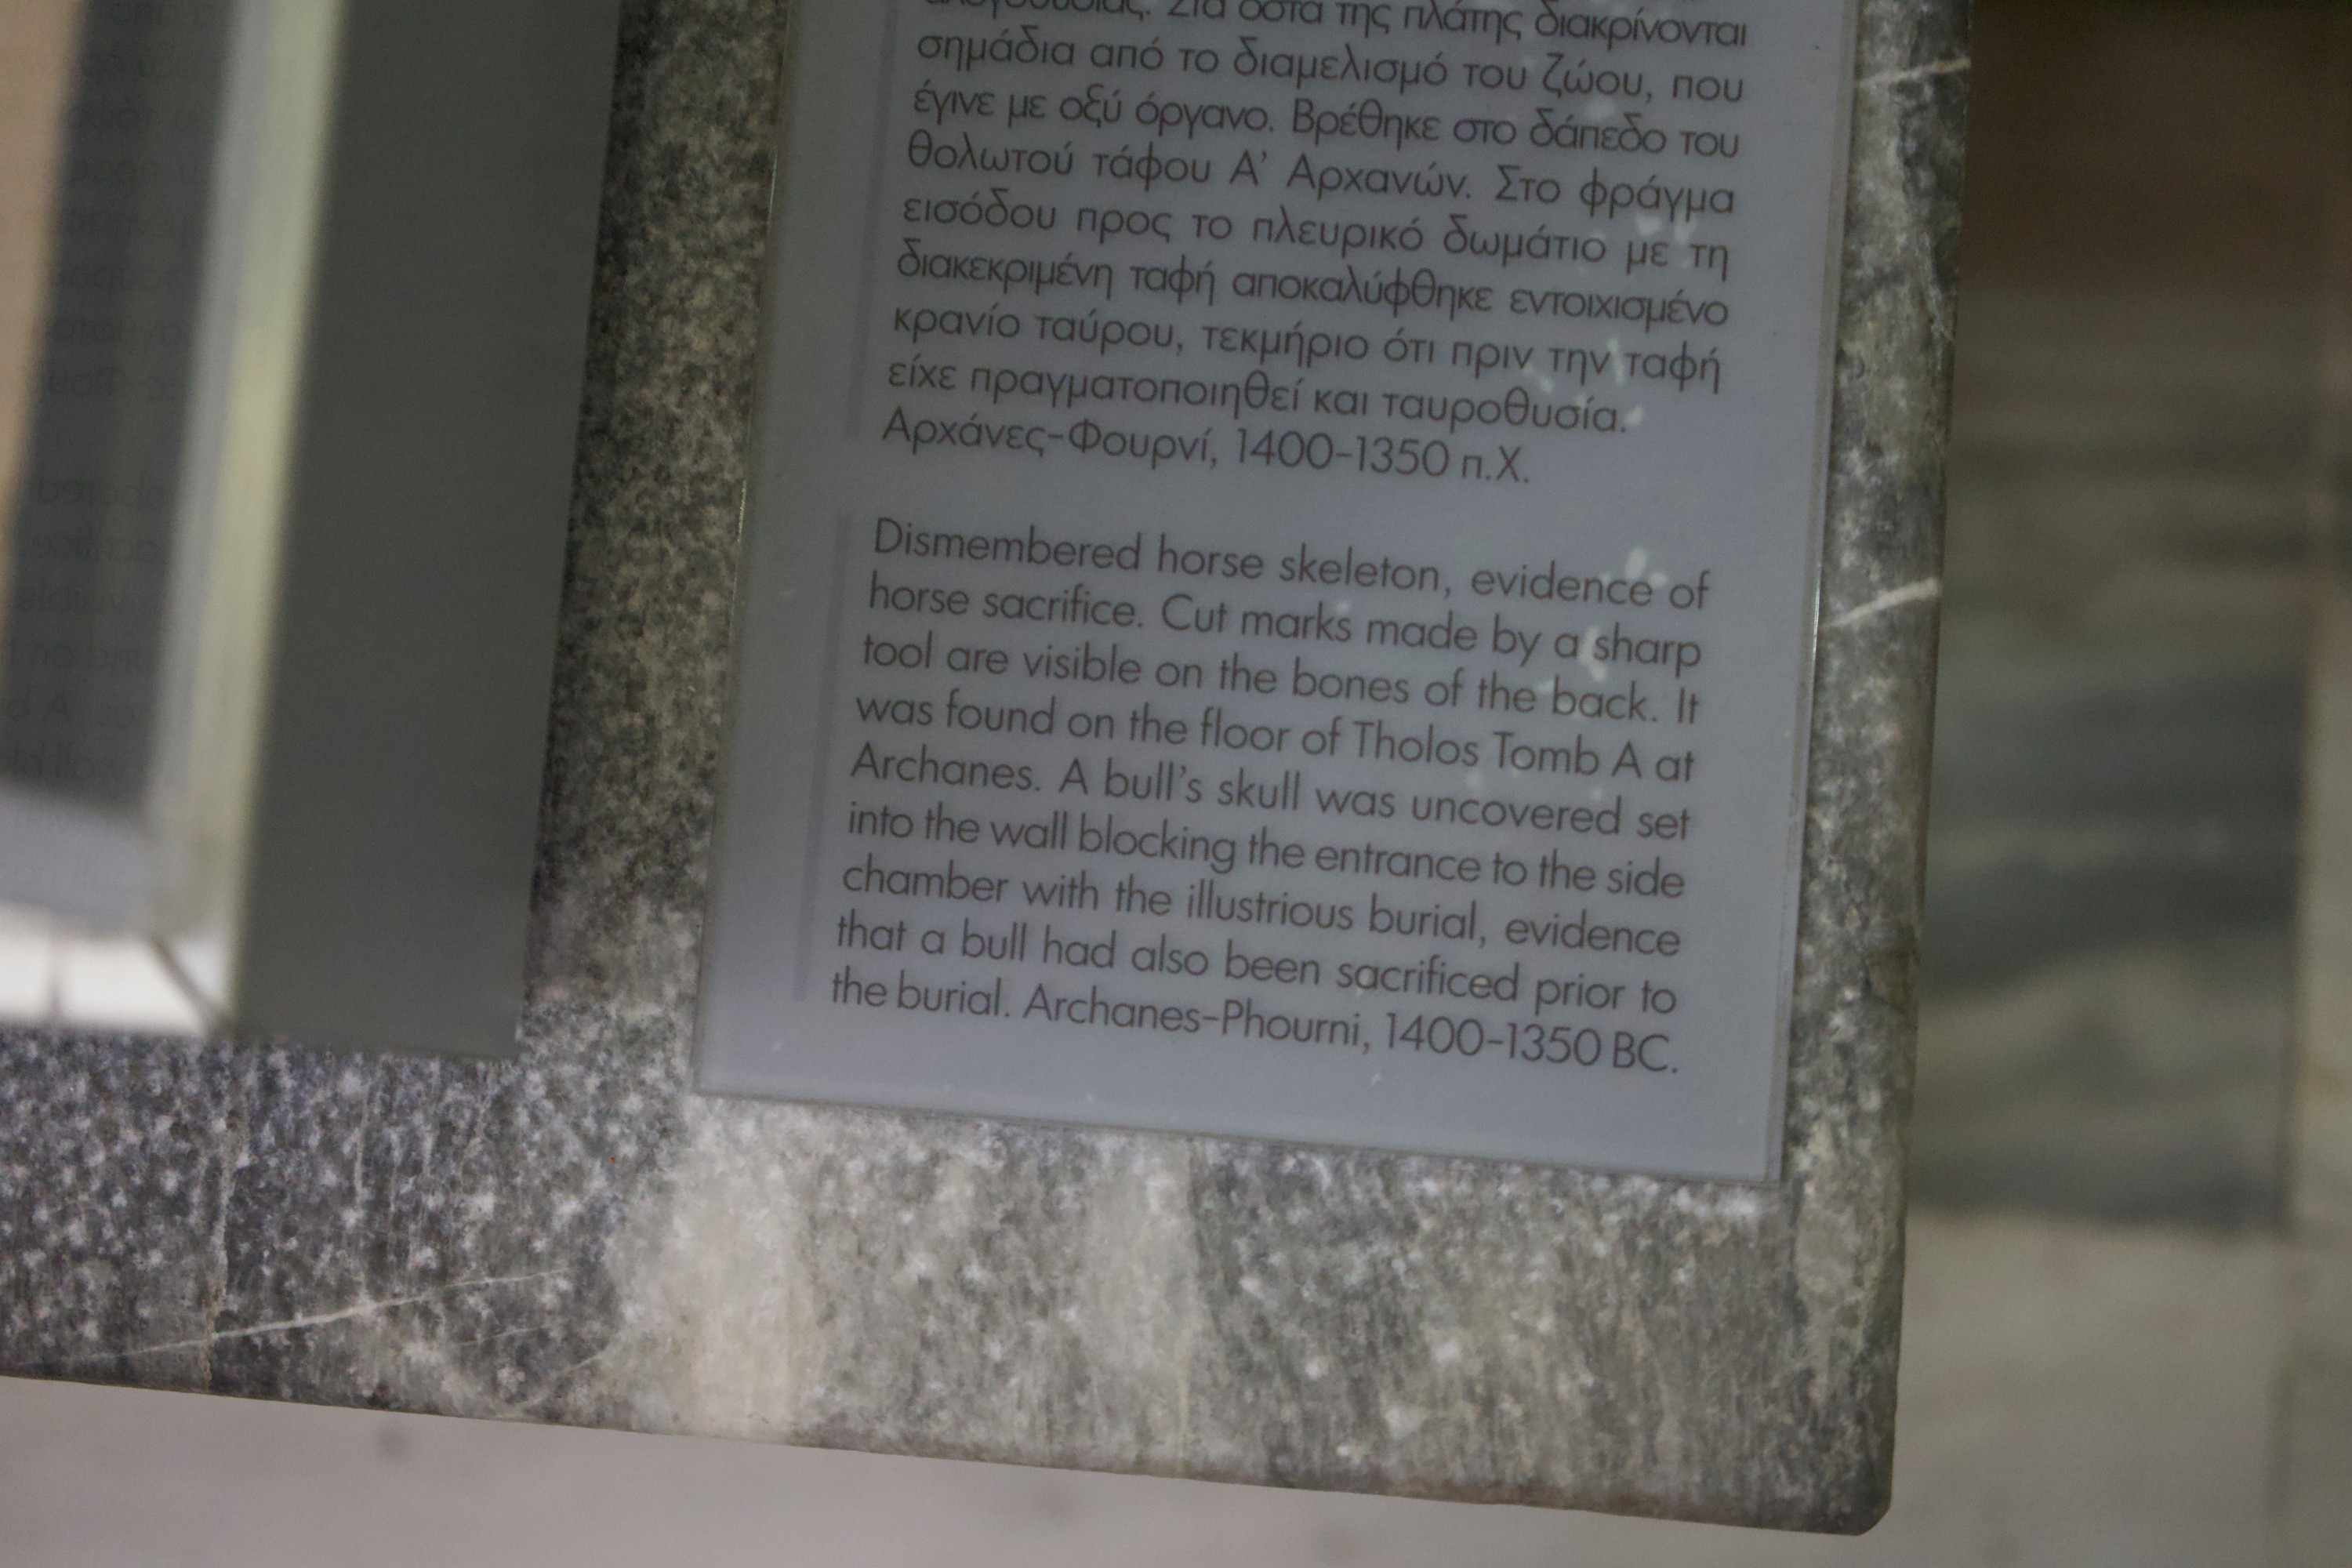 Στα οστά της πλάτης διακρίνονται
σημάδια από το διαμελισμό του ζώου, που
έγινε με οξύ όργανο. Βρέθηκε στο δάπεδο του
θολωτού τάφου Α' Αρχανών. Στο φράγμα
εισόδου προς το πλευρικό δωμάτιο με τη
διακεκριμένη ταφή αποκαλύφθηκε εντοιχισμένο
κρανίο ταύρου, τεκμήριο ότι πριν την ταφή
είχε πραγματοποιηθεί και ταυροθυσία.
Αρχάνες-Φουρνί, 1400-1350 π.Χ.
Dismembered horse skeleton, evidence of
horse sacrifice. Cut marks made by a sharp
tool are visible on the bones of the back. It
was found on the floor of Tholos Tomb A at
Archanes. A bull's skull was uncovered set
into the wall blocking the entrance to the side
chamber with the illustrious burial, evidence
that a bull had also been sacrificed prior to
the burial. Archanes-Phourni, 1400-1350 BC.